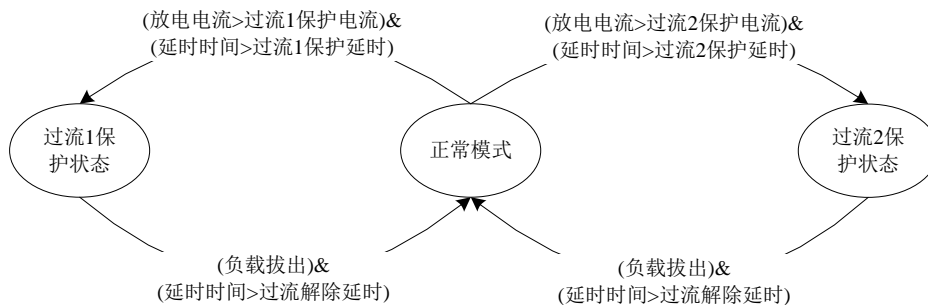 (放电电流>过流1保护电流)&
(延时时间>过流1保护延时)
(放电电流>过流2保护电流)&
(延时时间>过流2保护延时)
过流1保
护状态
正常模式
过流2保
护状态
(负载拔出)&
(延时时间>过流解除延时)
(负载拔出)&
(延时时间>过流解除延时)